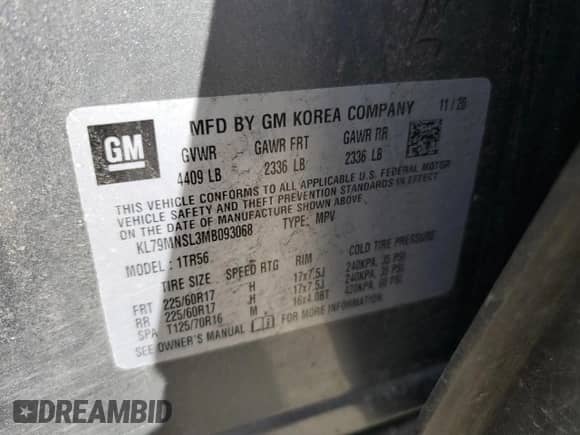 GM
MFD BY GM KOREA COMPANY 11/20
GVWR GAWR FRT GAWR RR
4409 LB 2336 LB 2336 LB
THIS VEHICLE CONFORMS TO ALL APPLICABLE U.S. FEDERAL MOTOR
VEHICLE SAFETY AND THEFT PREVENTION STANDARDS IN EFFECT
ON THE DATE OF MANUFACTURE SHOWN ABOVE.
KL79MNSL3MB093068 TYPE: MPV
MODEL: 1TR56
TIRE SIZE SPEED RTG RIM COLD TIRE PRESSURE
FRT 225/60R17 H 17x7.5J 240KPA, 35 PSI
RR 225/60R17 H 17x7.5J 240KPA, 35 PSI
SPA T125/70R16 M 16x4.0BT 420KPA, 60 PSI
SEE OWNER'S MANUAL FOR MORE INFORMATION.
DREAMBID